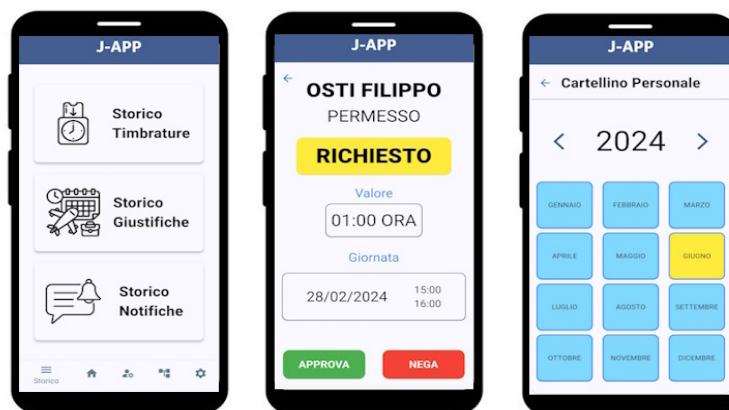 J-APP
Storico
Timbrature
Storico
Giustifiche
Storico
Notifiche
Storico
J-APP
OSTI FILIPPO
PERMESSO
RICHIESTO
Valore
01:00 ORA
Giornata
28/02/2024
15:00
16:00
APPROVA
NEGA
J-APP
Cartellino Personale
2024
GENNAIO
FEBBRAIO
MARZO
APRILE
MAGGIO
GIUGNO
LUGLIO
AGOSTO
SETTEMBRE
OTTOBRE
NOVEMBRE
DICEMBRE